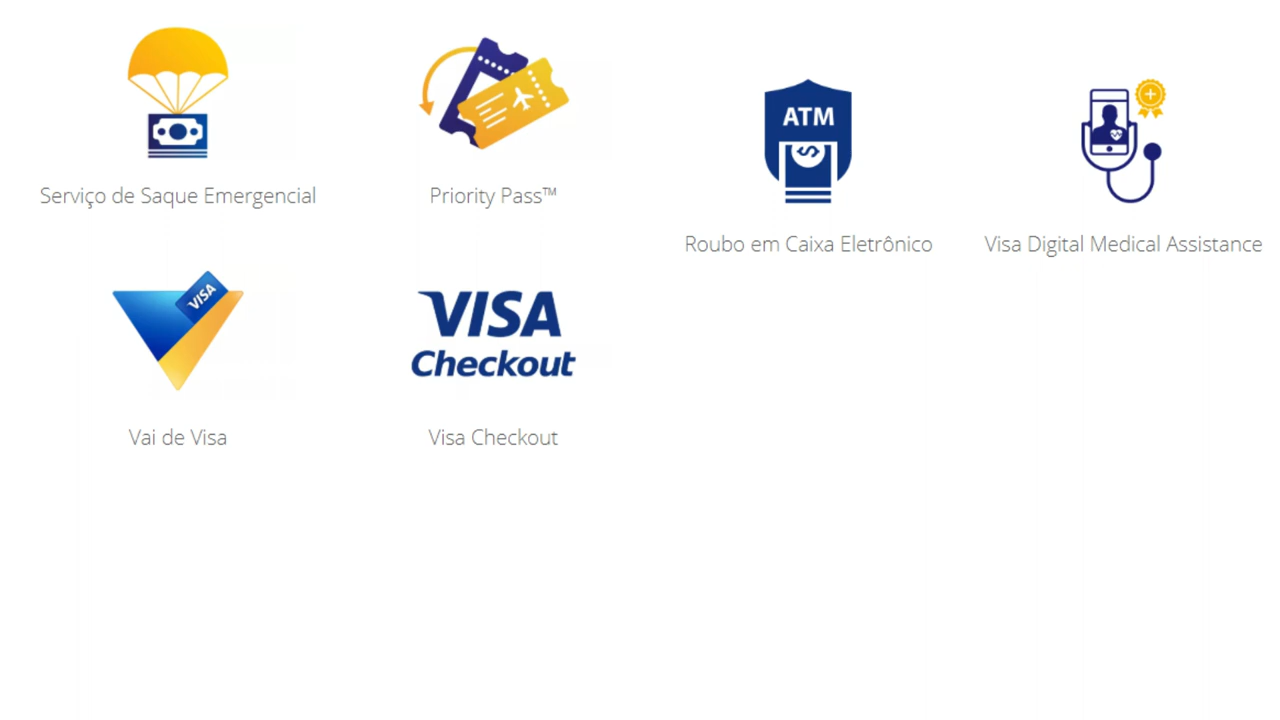 Serviço de Saque Emergencial
Priority Pass™
ATM
Roubo em Caixa Eletrônico
Visa Digital Medical Assistance
VISA
Vai de Visa
VISA
Checkout
Visa Checkout